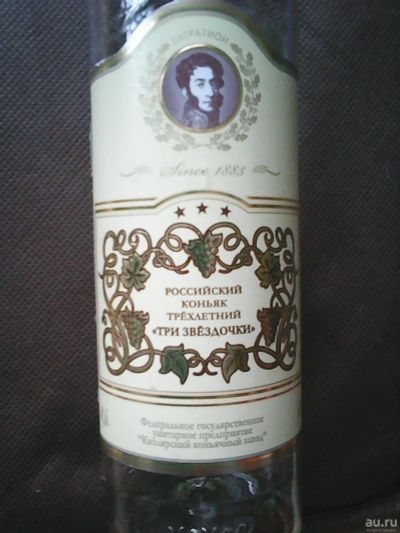 БАГРАТИОН
Since 1885
РОССИЙСКИЙ
КОНЬЯК
ТРЁХЛЕТНИЙ
«ТРИ ЗВЁЗДОЧКИ»
Федеральное государственное
унитарное предприятие
"Кизлярский коньячный завод"
au.ru